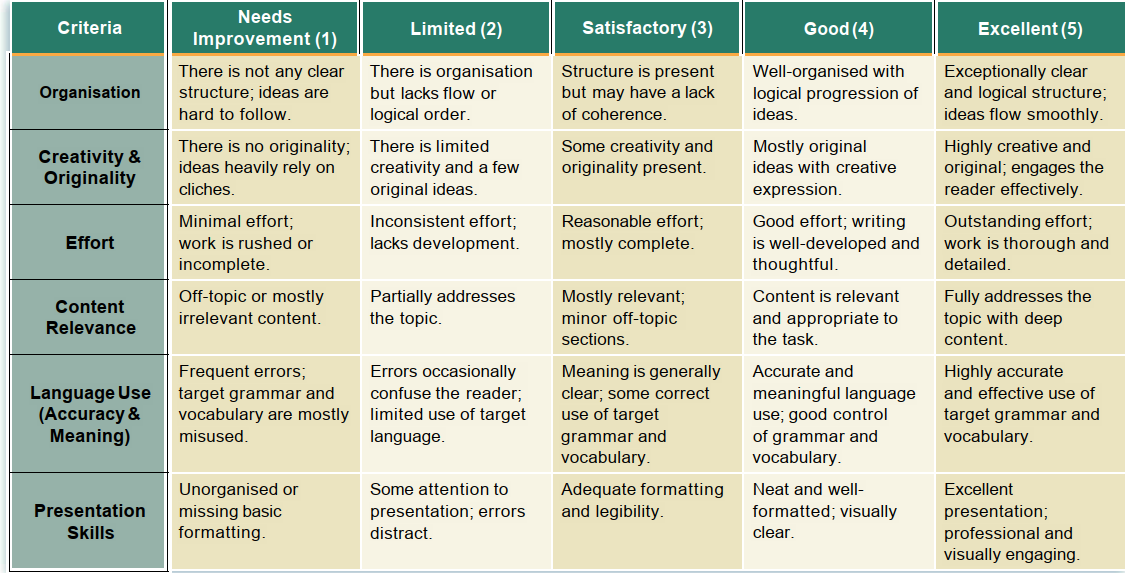 Criteria
Needs
Improvement (1)
Limited (2)
Satisfactory (3)
Good (4)
Excellent (5)
Organisation
There is not any clear
structure; ideas are
hard to follow.
There is organisation
but lacks flow or
logical order.
Structure is present
but may have a lack
of coherence.
Well-organised with
logical progression of
ideas.
Exceptionally clear
and logical structure;
ideas flow smoothly.
Creativity &
Originality
There is no originality;
ideas heavily rely on
cliches.
There is limited
creativity and a few
original ideas.
Some creativity and
originality present.
Mostly original
ideas with creative
expression.
Highly creative and
original; engages the
reader effectively.
Effort
Minimal effort;
work is rushed or
incomplete.
Inconsistent effort;
lacks development.
Reasonable effort;
mostly complete.
Good effort; writing
is well-developed and
thoughtful.
Outstanding effort;
work is thorough and
detailed.
Content
Relevance
Off-topic or mostly
irrelevant content.
Partially addresses
the topic.
Mostly relevant;
minor off-topic
sections.
Content is relevant
and appropriate to
the task.
Fully addresses the
topic with deep
content.
Language Use
(Accuracy &
Meaning)
Frequent errors;
target grammar and
vocabulary are mostly
misused.
Errors occasionally
confuse the reader;
limited use of target
language.
Meaning is generally
clear; some correct
use of target
grammar and
vocabulary.
Accurate and
meaningful language
use; good control
of grammar and
vocabulary.
Highly accurate
and effective use of
target grammar and
vocabulary.
Presentation
Skills
Unorganised or
missing basic
formatting.
Some attention to
presentation; errors
distract.
Adequate formatting
and legibility.
Neat and well-
formatted; visually
clear.
Excellent
presentation;
professional and
visually engaging.